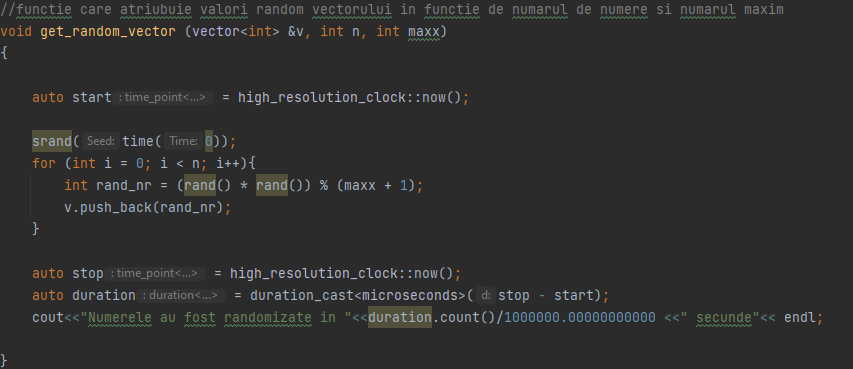 //functie care atriubuie valori random vectorului in functie de numarul de numere si numarul maxim
void get_random_vector (vector<int> &v, int n, int maxx)
{
auto start : time_point<...> = high_resolution_clock::now();
srand( Seed: time( Time: 0));
for (int i = 0; i < n; i++){
int rand_nr = (rand() * rand()) % (maxx + 1);
v.push_back(rand_nr);
}
auto stop : time_point<...> = high_resolution_clock::now();
auto duration : duration<...> = duration_cast<microseconds>( d: stop - start);
cout<<"Numerele au fost randomizate in "<<duration.count()/1000000.00000000000 <<" secunde"<< endl;
}